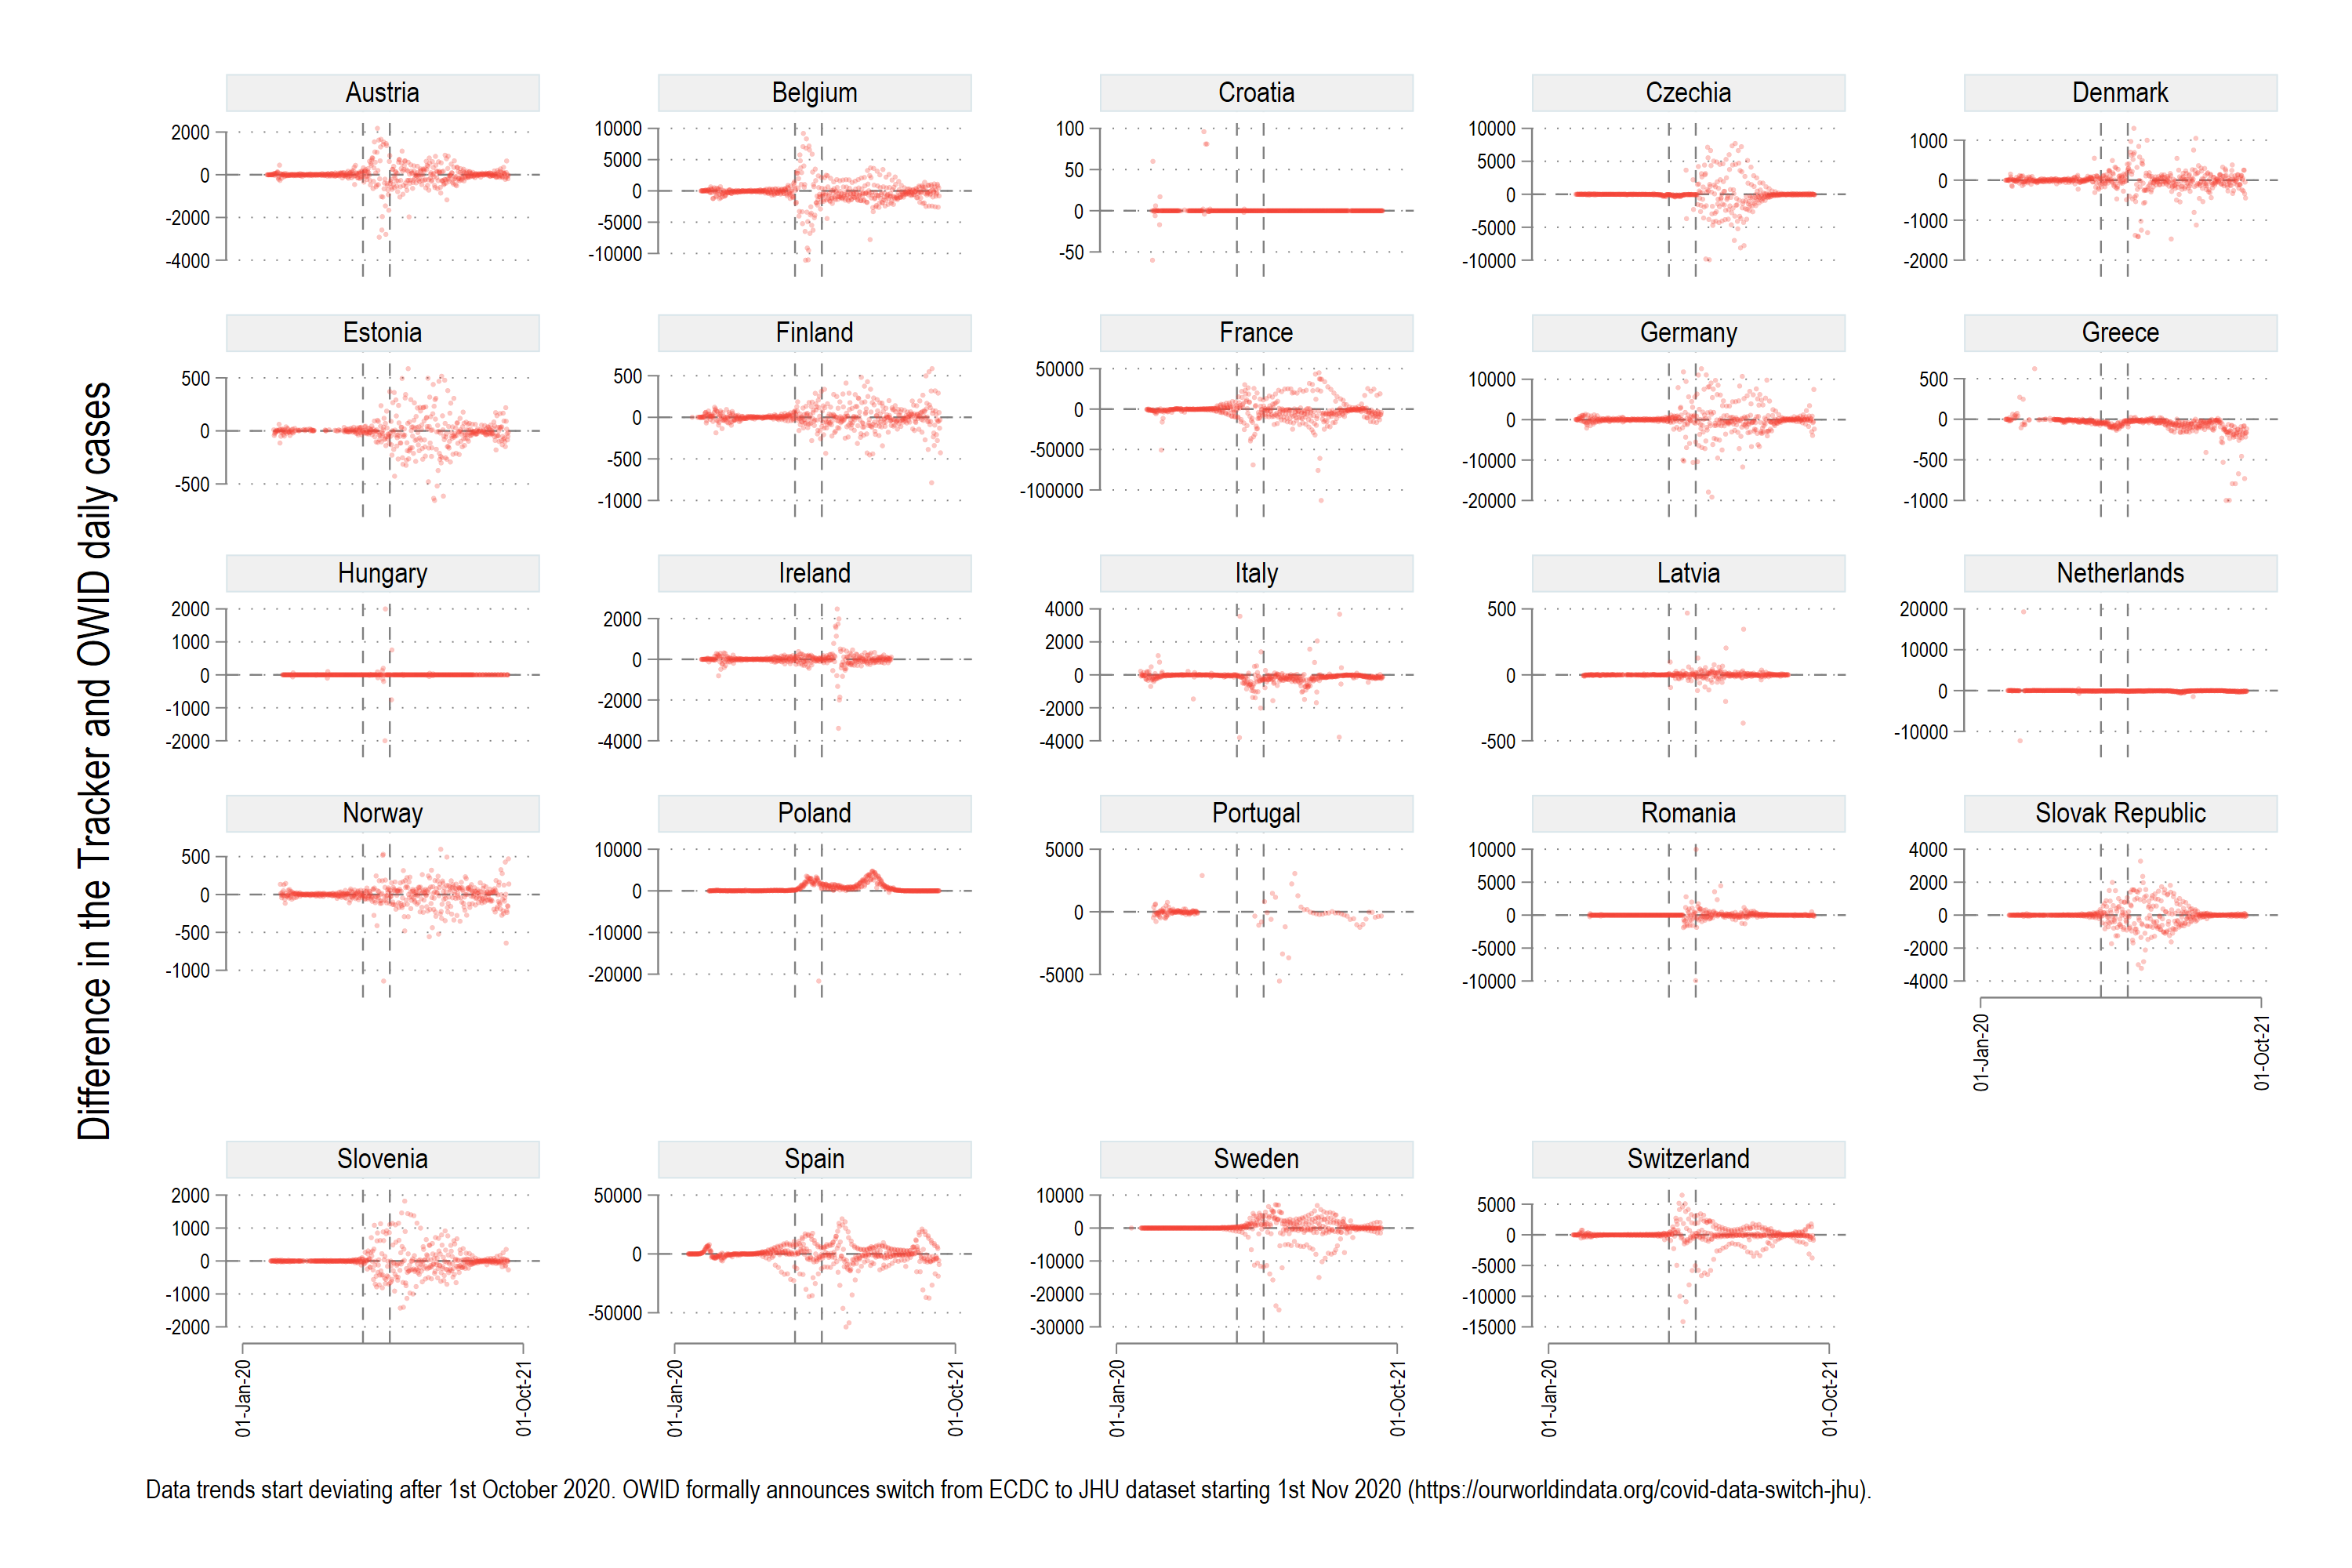 Difference in the Tracker and OWID daily cases
Austria
2000
0
-2000
-4000
Belgium
10000
5000
0
-5000
-10000
Croatia
100
50
0
-50
Czechia
10000
5000
0
-5000
-10000
Denmark
1000
0
-1000
-2000
Estonia
500
0
-500
Finland
500
0
-500
-1000
France
50000
0
-50000
-100000
Germany
10000
0
-10000
-20000
Greece
500
0
-500
-1000
Hungary
2000
1000
0
-1000
-2000
Ireland
2000
0
-2000
-4000
Italy
4000
2000
0
-2000
-4000
Latvia
500
0
-500
Netherlands
20000
10000
0
-10000
Norway
500
0
-500
-1000
Poland
10000
0
-10000
-20000
Portugal
5000
0
-5000
Romania
10000
5000
0
-5000
-10000
Slovak Republic
4000
2000
0
-2000
-4000
01-Jan-20
01-Oct-21
Slovenia
2000
1000
0
-1000
-2000
01-Jan-20
01-Oct-21
Spain
50000
0
-50000
01-Jan-20
01-Oct-21
Sweden
10000
0
-10000
-20000
-30000
01-Jan-20
01-Oct-21
Switzerland
5000
0
-5000
-10000
-15000
01-Jan-20
01-Oct-21
Data trends start deviating after 1st October 2020. OWID formally announces switch from ECDC to JHU dataset starting 1st Nov 2020 (https://ourworldindata.org/covid-data-switch-jhu).